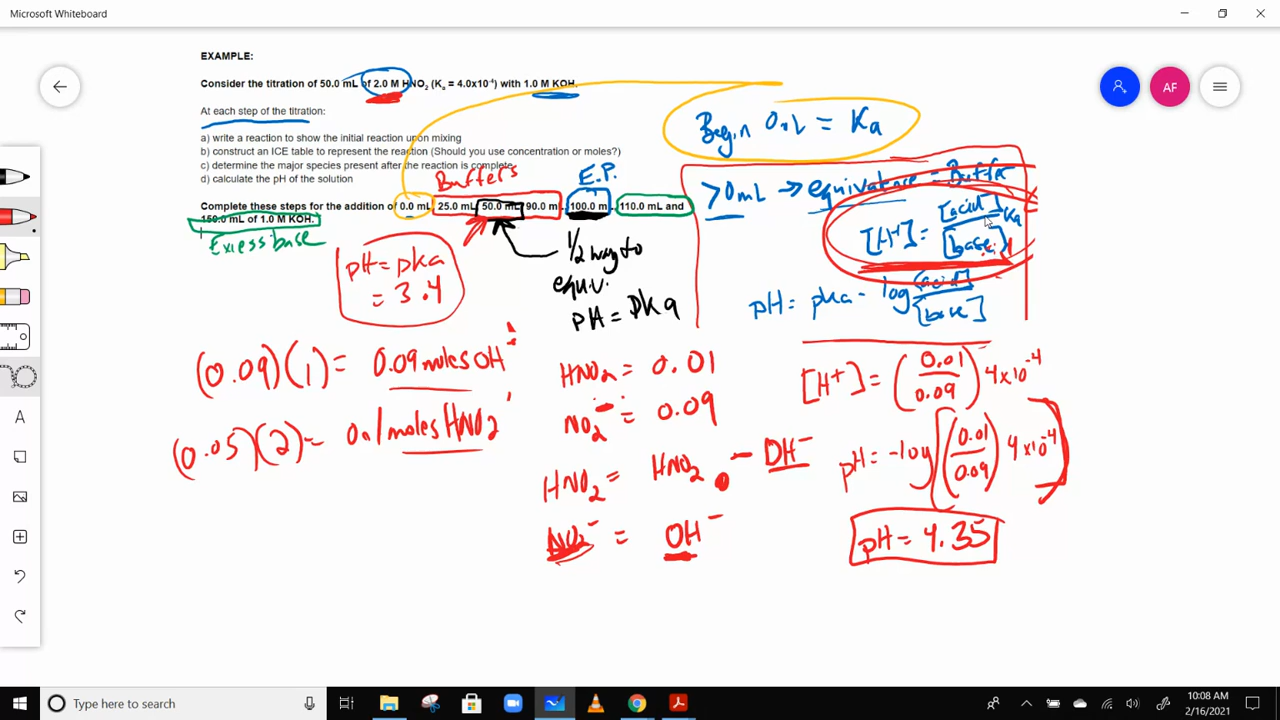 Microsoft Whiteboard
EXAMPLE:
Consider the titration of 50.0 mL of 2.0 M HNO₂ (Kₐ = 4.0x10⁻⁴) with 1.0 M KOH.
AF
At each step of the titration:
a) write a reaction to show the initial reaction upon mixing
b) construct an ICE table to represent the reaction (Should you use concentration or moles?)
c) determine the major species present after the reaction is complete
d) calculate the pH of the solution
Begin 0mL = Ka
Buffers
E.P.
Complete these steps for the addition of 0.0 mL, 25.0 mL, 50.0 mL, 90.0 mL, 100.0 m, 110.0 mL and
150.0 mL of 1.0 M KOH.
Excess base
>0mL → equivalence = Buffer
[H+] = [acid]/[base] Ka
pH = pka - log [acid]/[base]
½ way to
equiv.
pH = pKa
pH = pka
= 3.4
(0.09)(1) = 0.09 moles OH⁻
(0.05)(2) = 0.1 moles HNO₂
HNO₂ = 0.01
NO₂⁻ = 0.09
HNO₂ = HNO₂ - OH⁻
NO₂⁻ = OH⁻
[H+] = (0.01/0.09) 4x10⁻⁴
pH = -log[(0.01/0.09) 4x10⁻⁴]
pH = 4.35
A
Type here to search
10:08 AM
2/16/2021